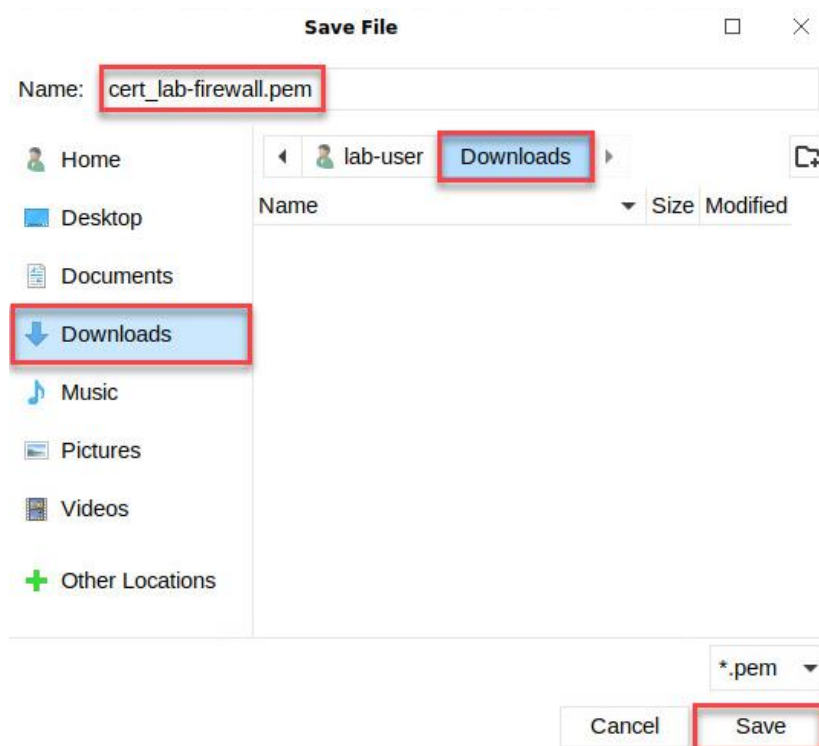 Save File
Name: cert_lab-firewall.pem
Home
Desktop
Documents
Downloads
Music
Pictures
Videos
Other Locations
lab-user Downloads
Name Size Modified
*.pem
Cancel Save